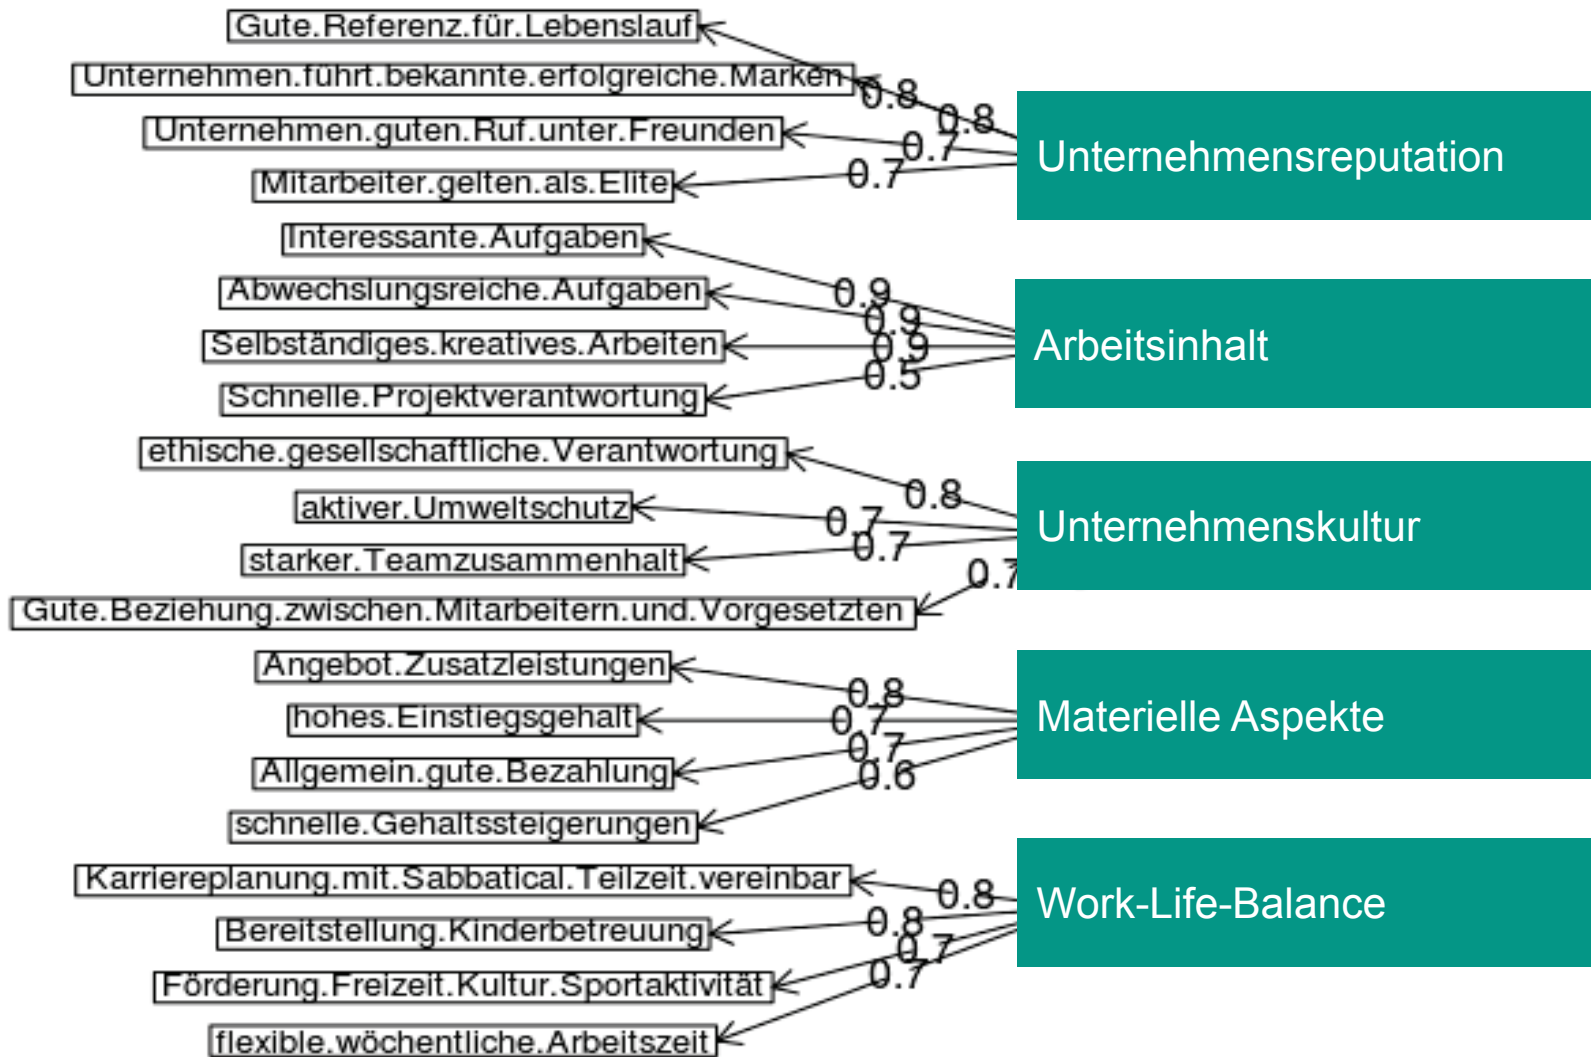 Gute.Referenz.für.Lebenslauf
Unternehmen.führt.bekannte.erfolgreiche.Marken
0.8
0.8
Unternehmen.guten.Ruf.unter.Freunden
0.7
Unternehmensreputation
Mitarbeiter.gelten.als.Elite
0.7
Interessante.Aufgaben
Abwechslungsreiche.Aufgaben
0.9
0.9
Selbständiges.kreatives.Arbeiten
0.9
Arbeitsinhalt
Schnelle.Projektverantwortung
0.5
ethische.gesellschaftliche.Verantwortung
0.8
aktiver.Umweltschutz
0.7
Unternehmenskultur
starker.Teamzusammenhalt
0.7
0.7
Gute.Beziehung.zwischen.Mitarbeitern.und.Vorgesetzten
Angebot.Zusatzleistungen
0.8
hohes.Einstiegsgehalt
0.7
Materielle Aspekte
Allgemein.gute.Bezahlung
0.7
0.6
schnelle.Gehaltssteigerungen
Karriereplanung.mit.Sabbatical.Teilzeit.vereinbar
0.8
Work-Life-Balance
Bereitstellung.Kinderbetreuung
0.8
0.7
Förderung.Freizeit.Kultur.Sportaktivität
0.7
flexible.wöchentliche.Arbeitszeit